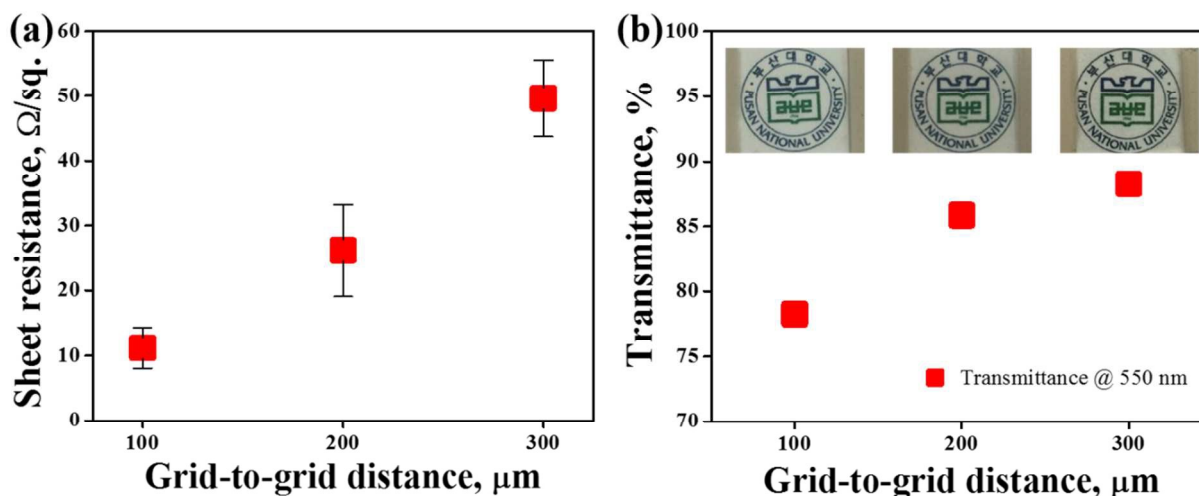 (a)
60
50
40
30
20
10
0
Sheet resistance, Ω/sq.
100 200 300
Grid-to-grid distance, μm
(b)
100
95
90
85
80
75
70
Transmittance, %
부산대학교
· PUSAN NATIONAL UNIVERSITY ·
부산대학교
· PUSAN NATIONAL UNIVERSITY ·
부산대학교
· PUSAN NATIONAL UNIVERSITY ·
Transmittance @ 550 nm
100 200 300
Grid-to-grid distance, μm